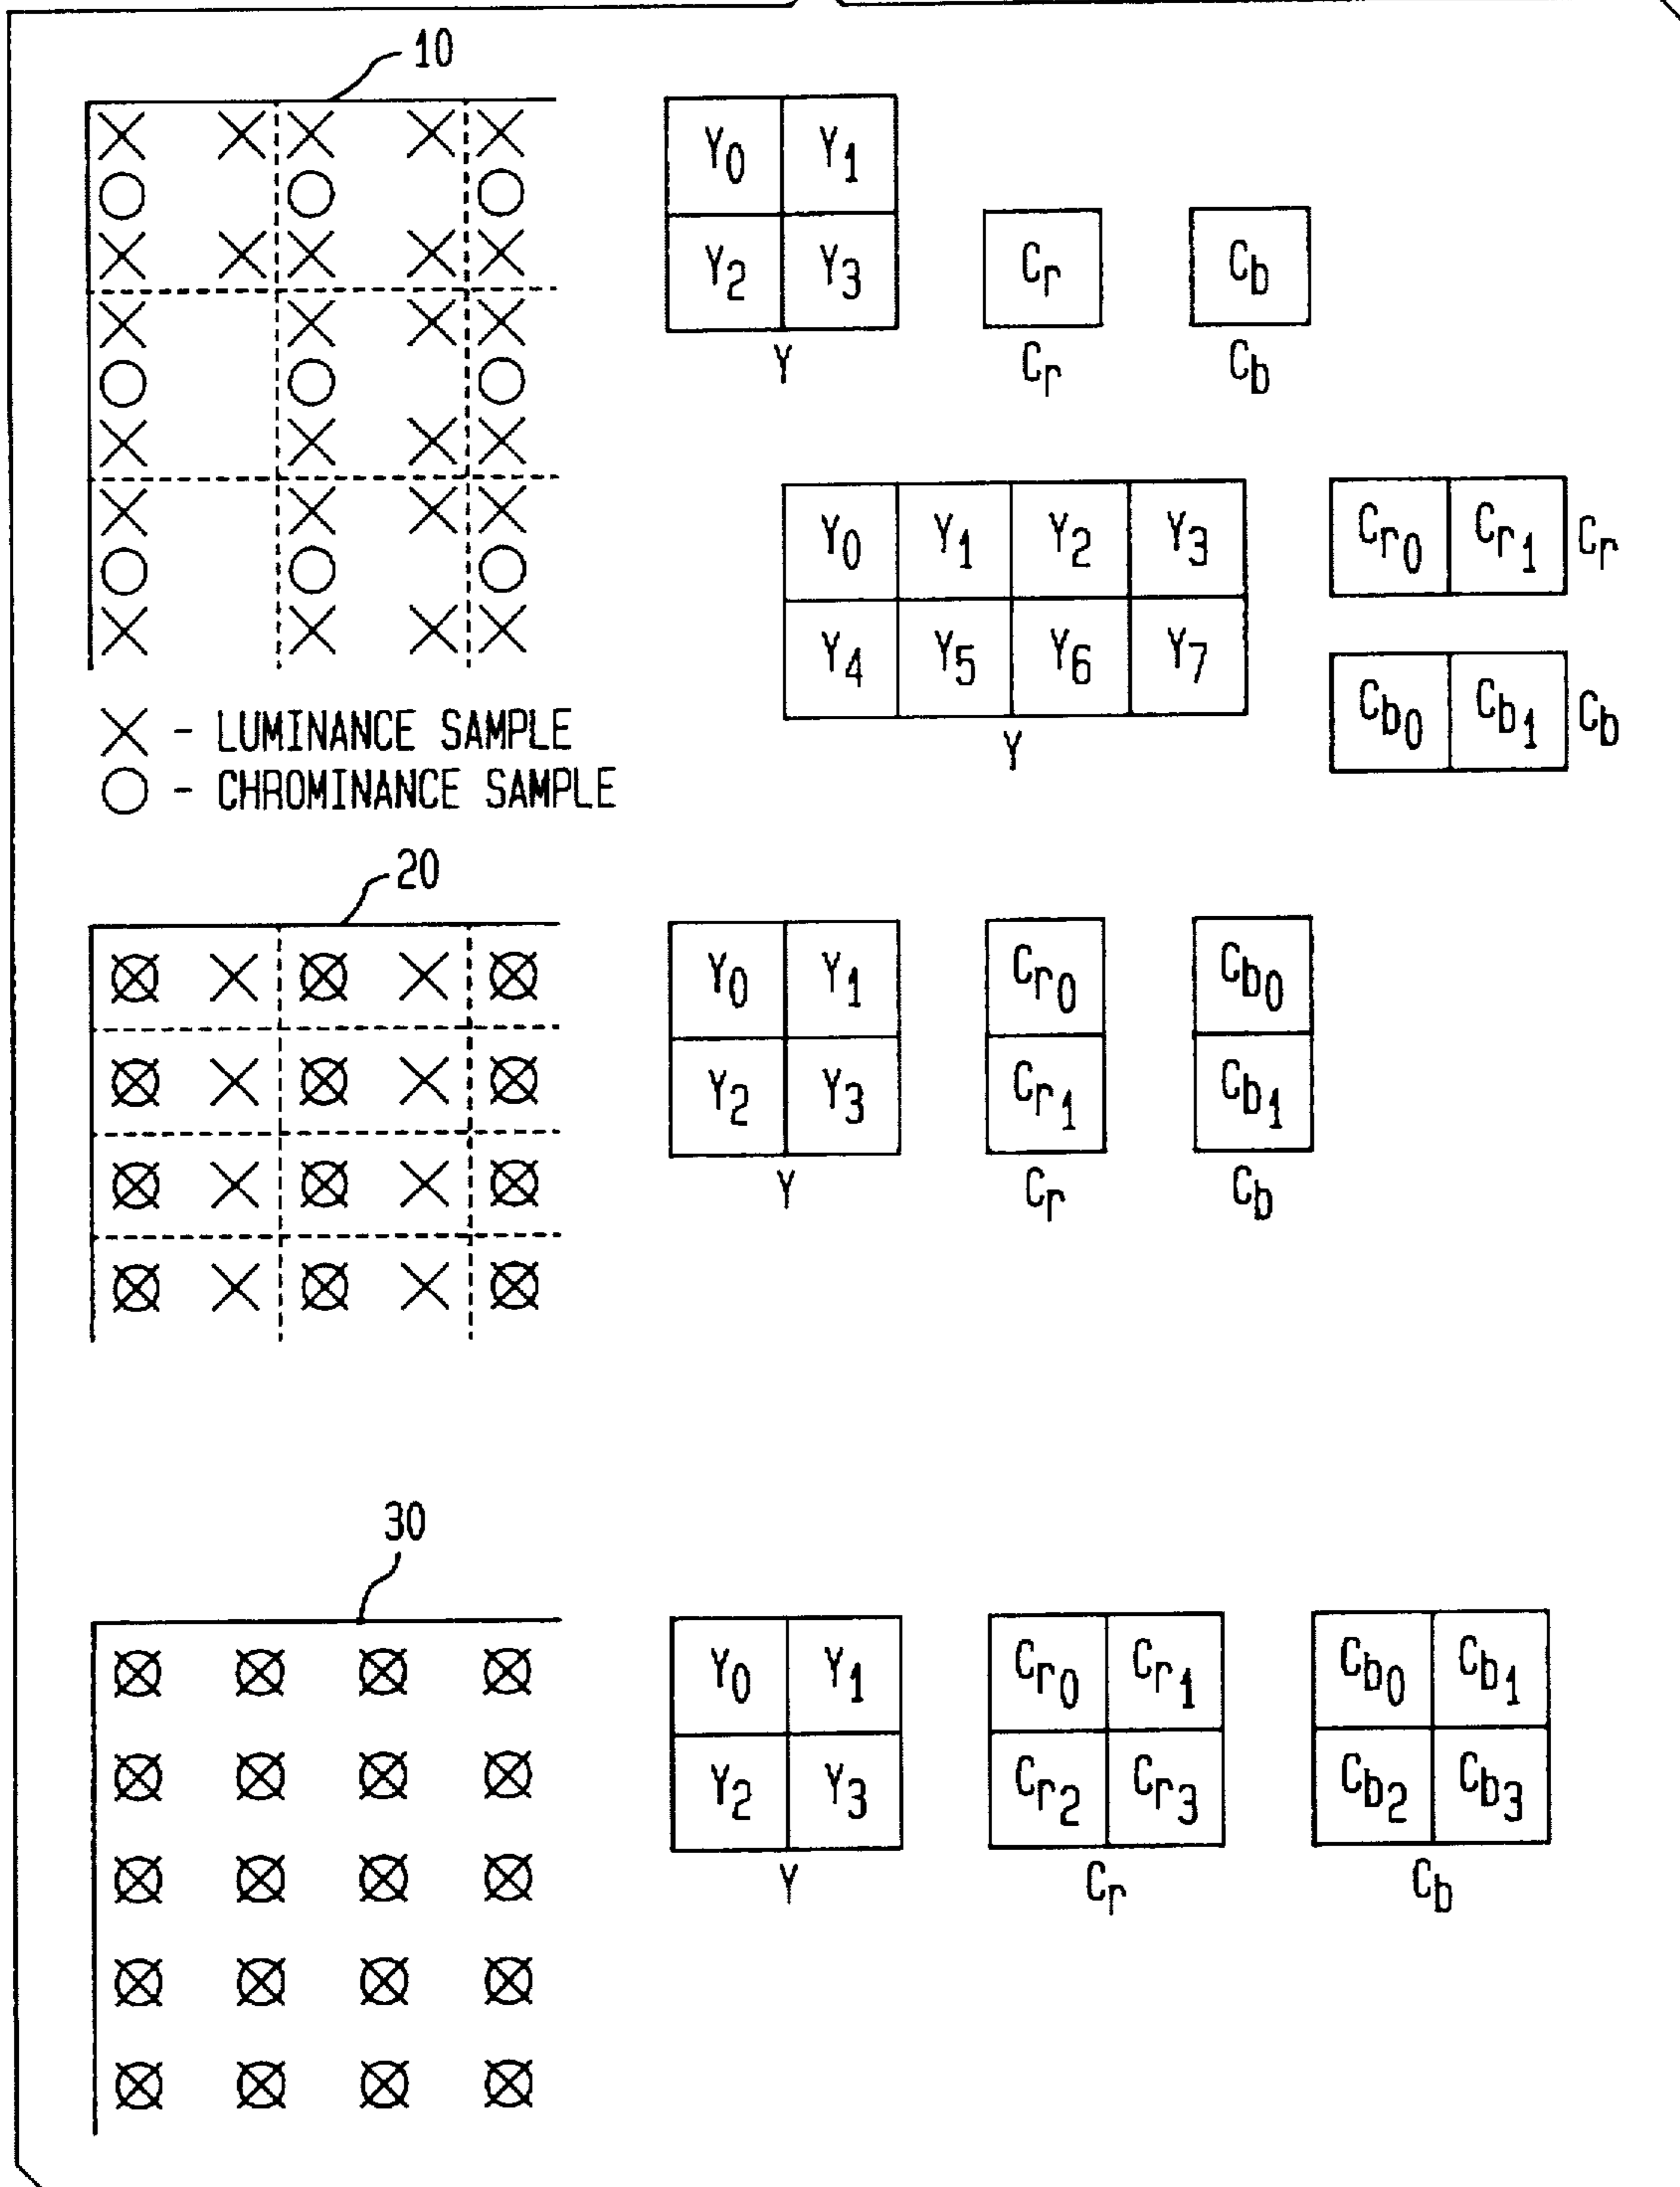 10
Y0 Y1
Y2 Y3
Y
Cr
Cr
Cb
Cb
Y0 Y1 Y2 Y3
Y4 Y5 Y6 Y7
Y
Cr0 Cr1 Cr
Cb0 Cb1 Cb
- LUMINANCE SAMPLE
- CHROMINANCE SAMPLE
20
Y0 Y1
Y2 Y3
Y
Cr0
Cr1
Cr
Cb0
Cb1
Cb
30
Y0 Y1
Y2 Y3
Y
Cr0 Cr1
Cr2 Cr3
Cr
Cb0 Cb1
Cb2 Cb3
Cb